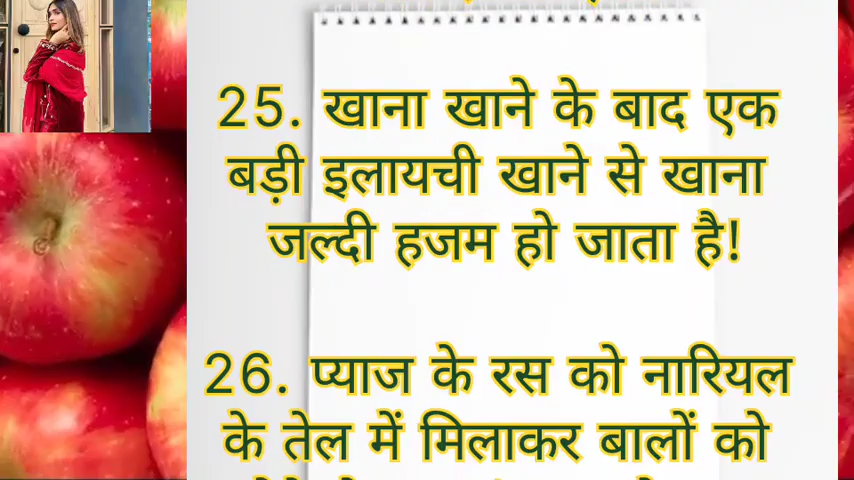 25. खाना खाने के बाद एक
बड़ी इलायची खाने से खाना
जल्दी हजम हो जाता है!
26. प्याज के रस को नारियल
के तेल में मिलाकर बालों को